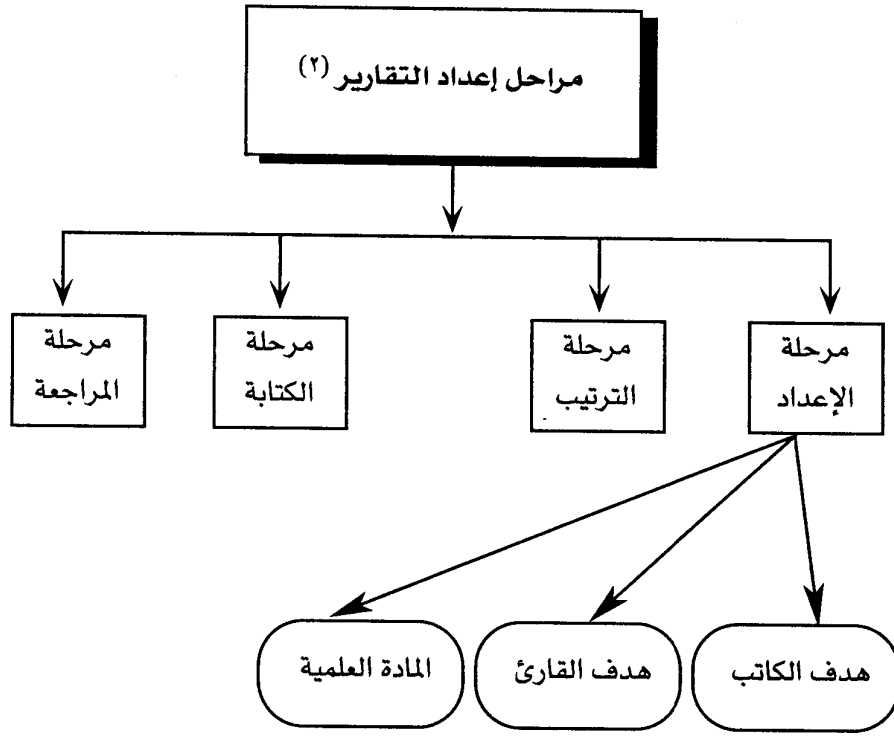 مراحل إعداد التقارير (٢)
مرحلة
الإعداد
مرحلة
الترتيب
مرحلة
الكتابة
مرحلة
المراجعة
هدف الكاتب
هدف القارئ
المادة العلمية